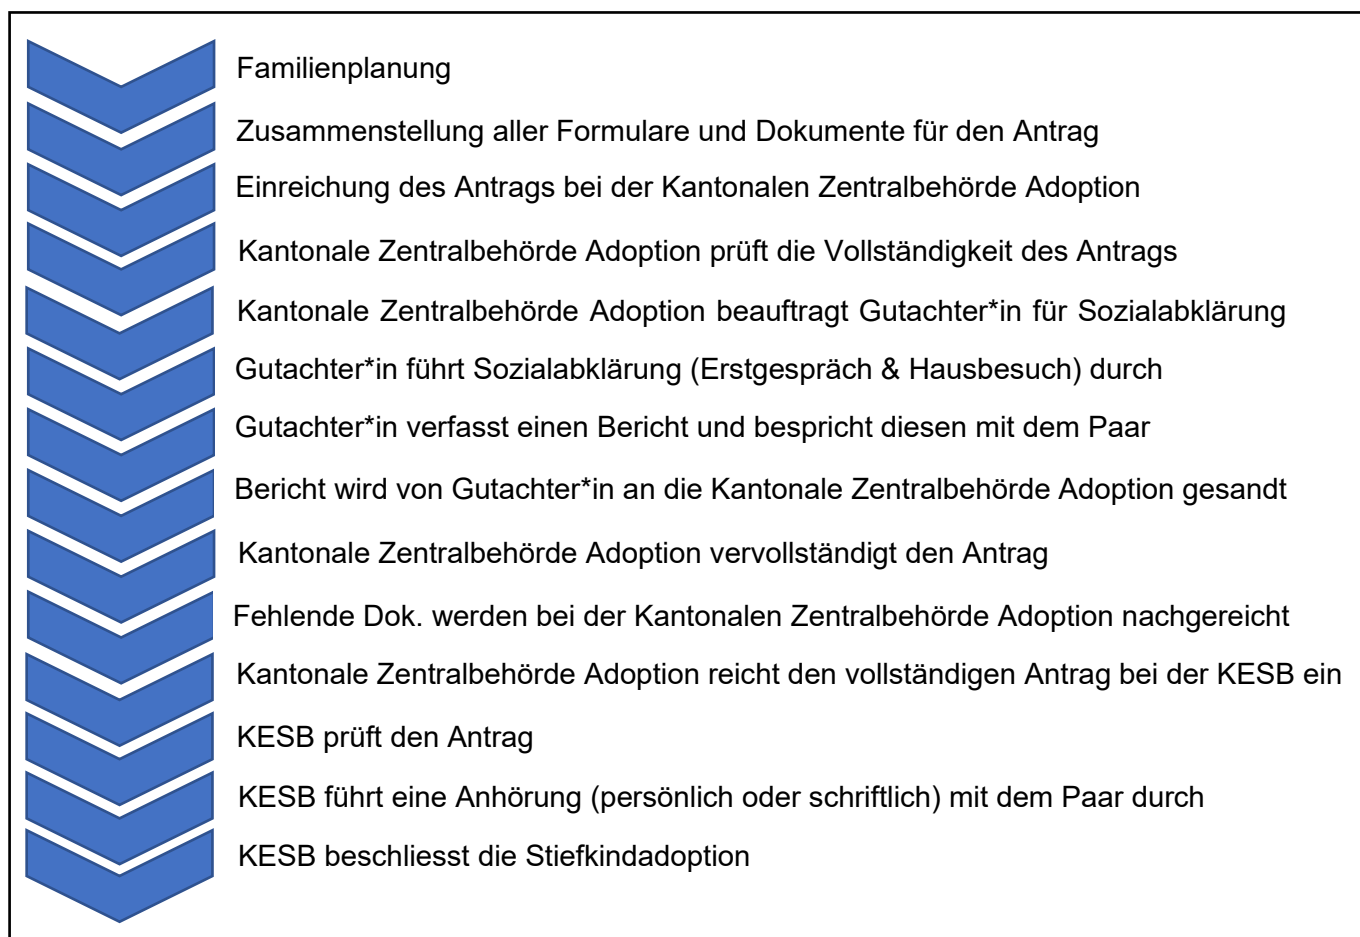 Familienplanung
Zusammenstellung aller Formulare und Dokumente für den Antrag
Einreichung des Antrags bei der Kantonalen Zentralbehörde Adoption
Kantonale Zentralbehörde Adoption prüft die Vollständigkeit des Antrags
Kantonale Zentralbehörde Adoption beauftragt Gutachter*in für Sozialabklärung
Gutachter*in führt Sozialabklärung (Erstgespräch & Hausbesuch) durch
Gutachter*in verfasst einen Bericht und bespricht diesen mit dem Paar
Bericht wird von Gutachter*in an die Kantonale Zentralbehörde Adoption gesandt
Kantonale Zentralbehörde Adoption vervollständigt den Antrag
Fehlende Dok. werden bei der Kantonalen Zentralbehörde Adoption nachgereicht
Kantonale Zentralbehörde Adoption reicht den vollständigen Antrag bei der KESB ein
KESB prüft den Antrag
KESB führt eine Anhörung (persönlich oder schriftlich) mit dem Paar durch
KESB beschliesst die Stiefkindadoption